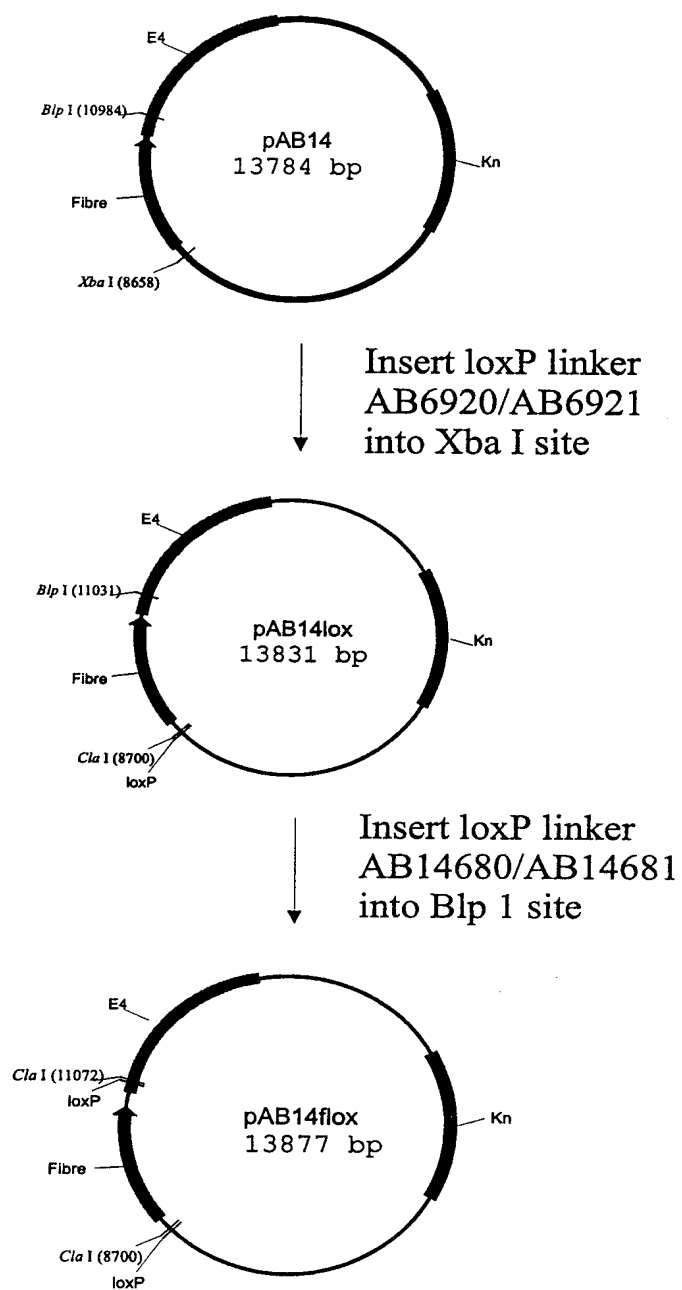 E4
Blp I (10984)
pAB14
13784 bp
Kn
Fibre
Xba I (8658)
Insert loxP linker
AB6920/AB6921
into Xba I site
E4
Blp I (11031)
pAB14lox
13831 bp
Kn
Fibre
Cla I (8700)
loxP
Insert loxP linker
AB14680/AB14681
into Blp 1 site
E4
Cla I (11072)
loxP
pAB14flox
13877 bp
Kn
Fibre
Cla I (8700)
loxP